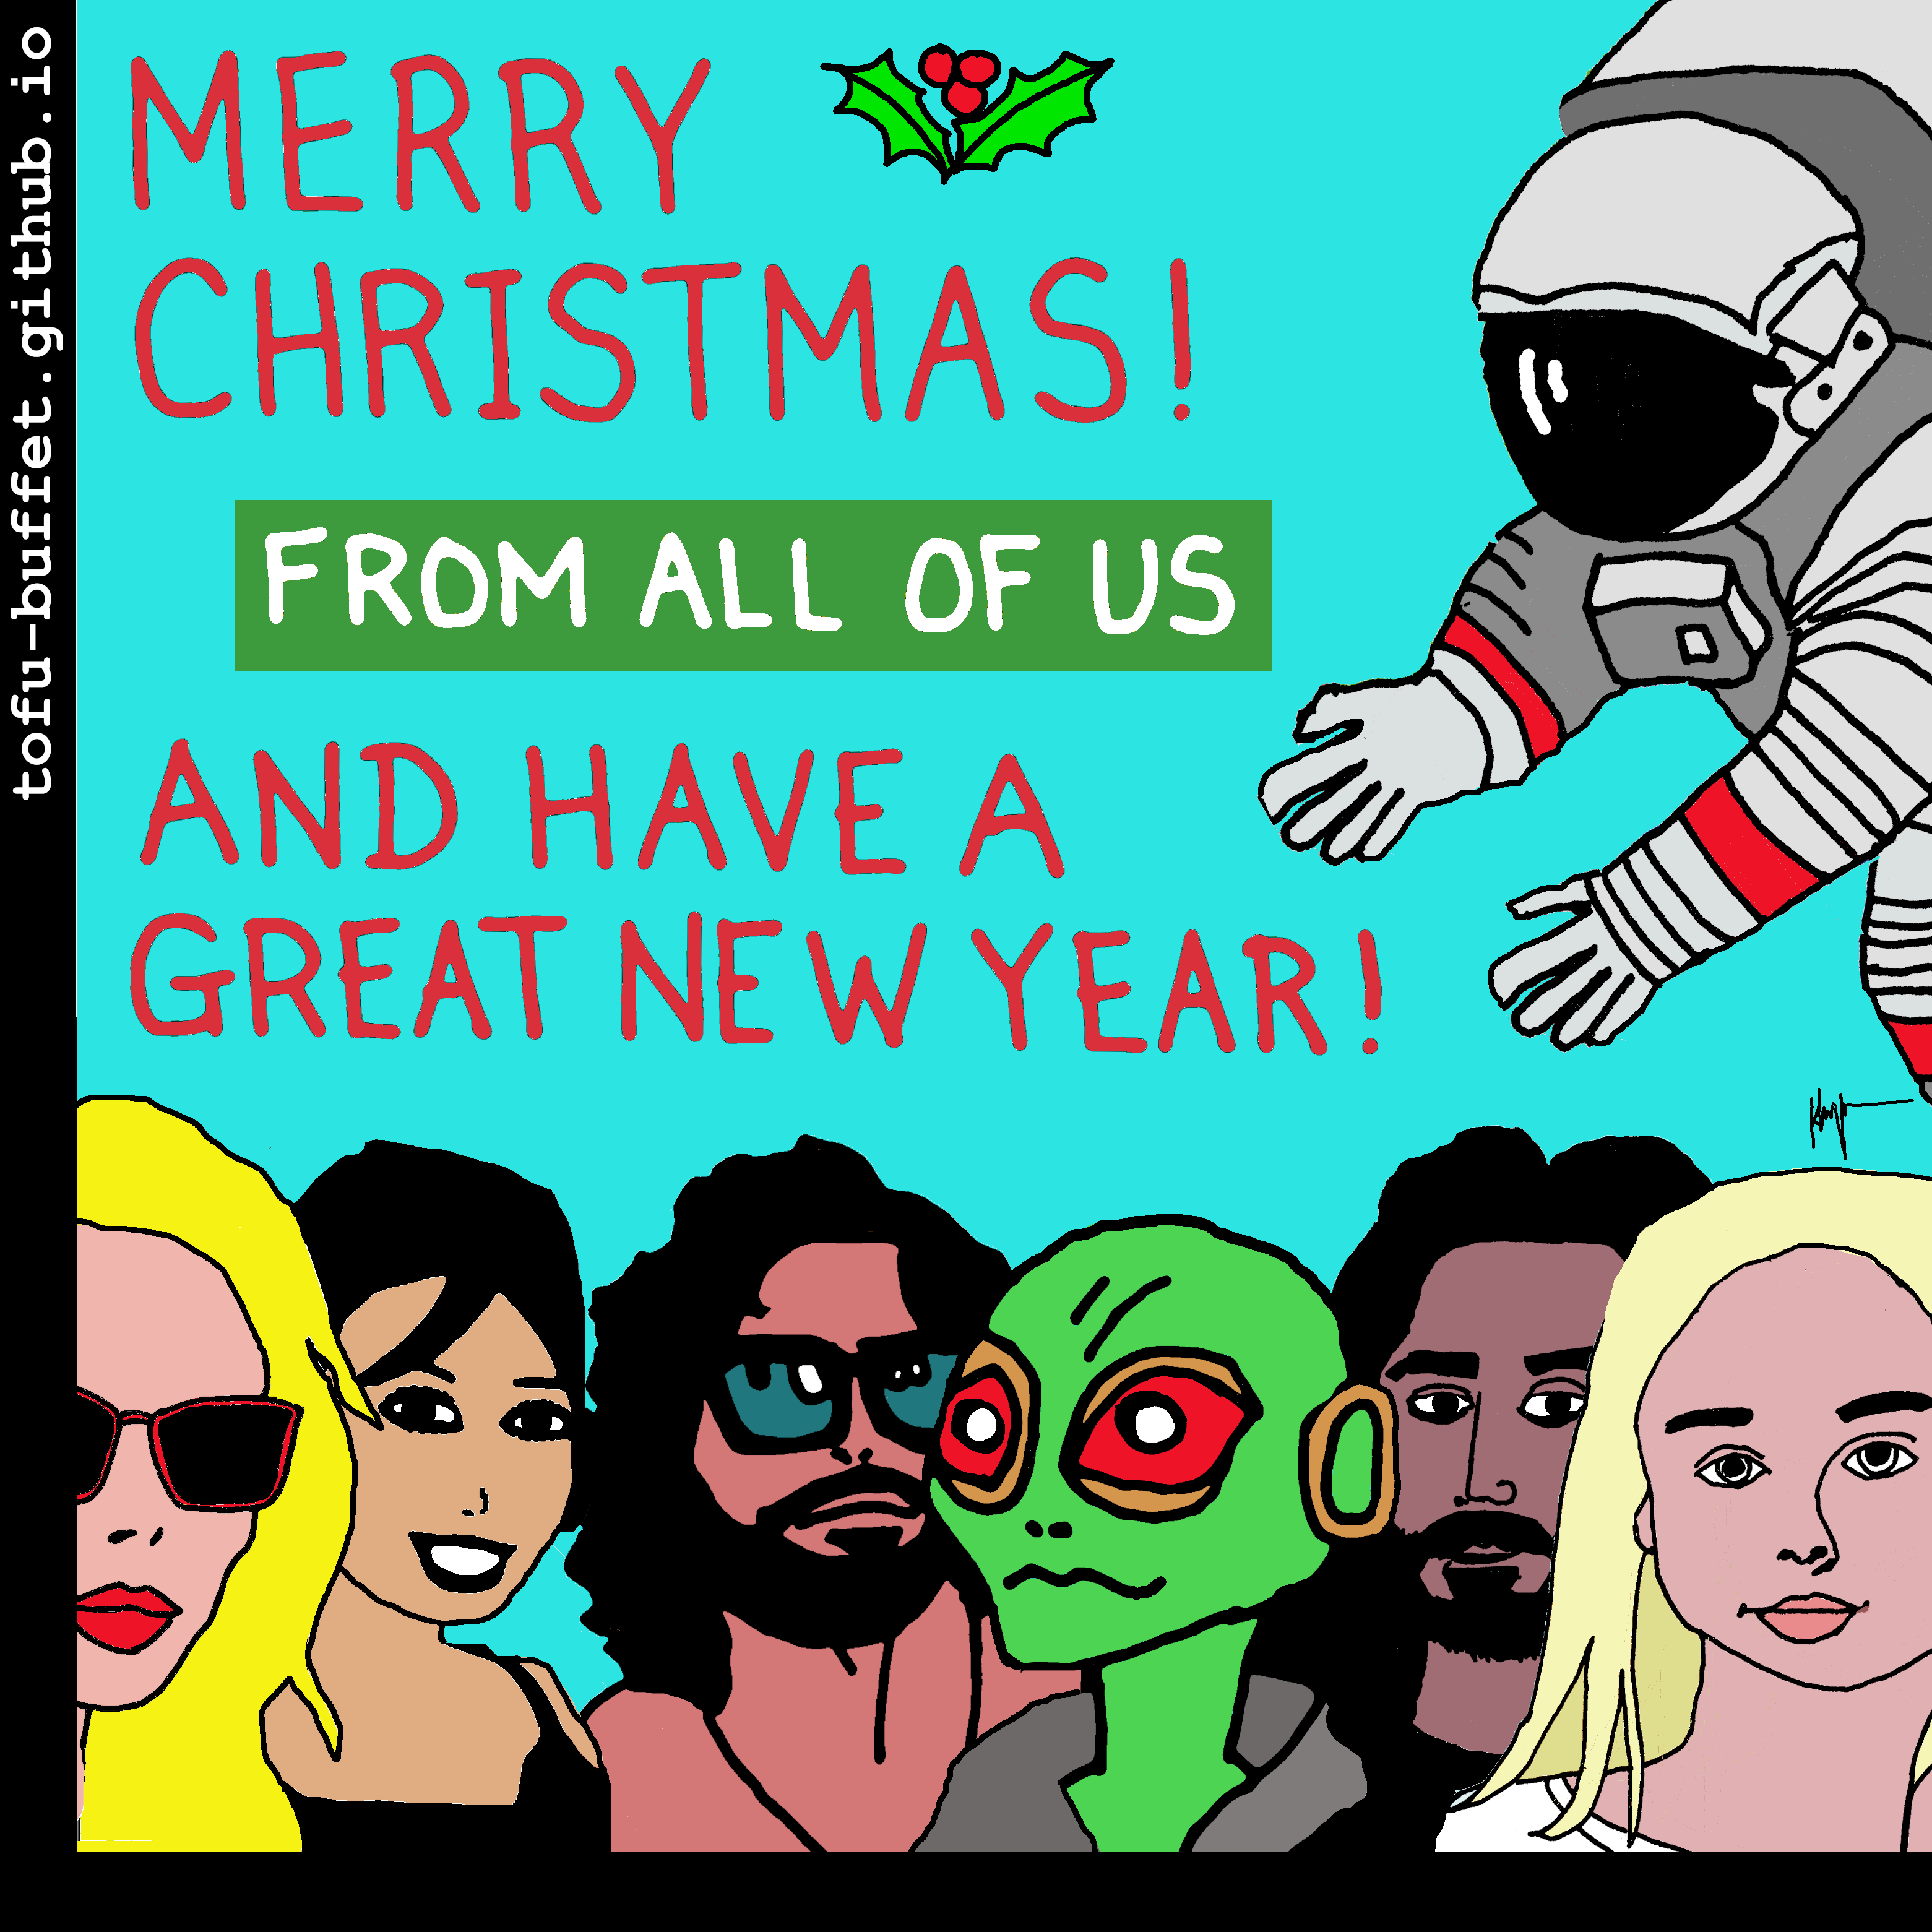 tofu-buffet.github.io
MERRY
CHRISTMAS!
FROM ALL OF US
AND HAVE A
GREAT NEW YEAR!